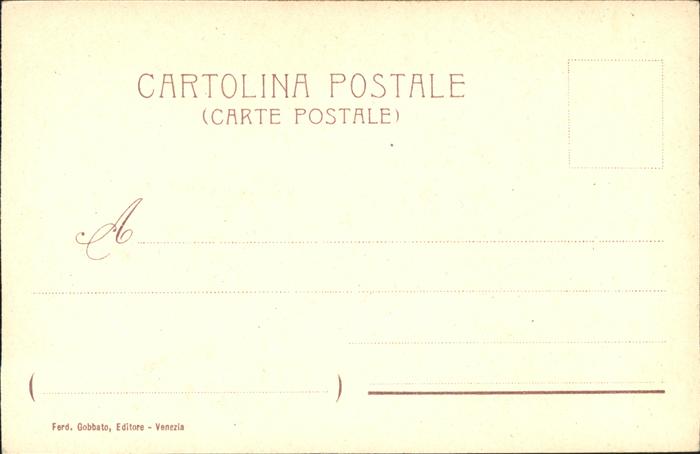 CARTOLINA POSTALE
(CARTE POSTALE)
A
( )
Ferd. Gobbato, Editore - Venezia